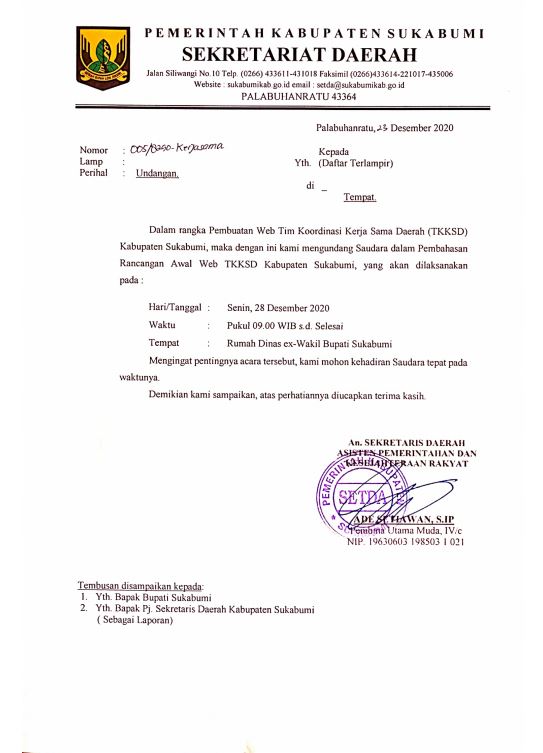 PEMERINTAH KABUPATEN SUKABUMI
SEKRETARIAT DAERAH
Jalan Siliwangi No.10 Telp. (0266) 433611-431018 Faksimil (0266)433614-221017-435006
Website : sukabumikab.go.id email : setda@sukabumikab.go.id
PALABUHANRATU 43364
Palabuhanratu, 23 Desember 2020
Nomor : 005/8200-Kerjasama
Kepada
Lamp :
Yth. (Daftar Terlampir)
Perihal : Undangan.
di _
Tempat.
Dalam rangka Pembuatan Web Tim Koordinasi Kerja Sama Daerah (TKKSD)
Kabupaten Sukabumi, maka dengan ini kami mengundang Saudara dalam Pembahasan
Rancangan Awal Web TKKSD Kabupaten Sukabumi, yang akan dilaksanakan
pada :
Hari/Tanggal : Senin, 28 Desember 2020
Waktu : Pukul 09.00 WIB s.d. Selesai
Tempat : Rumah Dinas ex-Wakil Bupati Sukabumi
Mengingat pentingnya acara tersebut, kami mohon kehadiran Saudara tepat pada
waktunya.
Demikian kami sampaikan, atas perhatiannya diucapkan terima kasih.
An. SEKRETARIS DAERAH
ASISTEN PEMERINTAHAN DAN
KESEJAHTERAAN RAKYAT
PEMERINTAH KABUPATEN
SETDA
ADE SETIAWAN, S.IP
Pembina Utama Muda, IV/c
NIP. 19630603 198503 1 021
Tembusan disampaikan kepada:
1. Yth. Bapak Bupati Sukabumi
2. Yth. Bapak Pj. Sekretaris Daerah Kabupaten Sukabumi
( Sebagai Laporan)